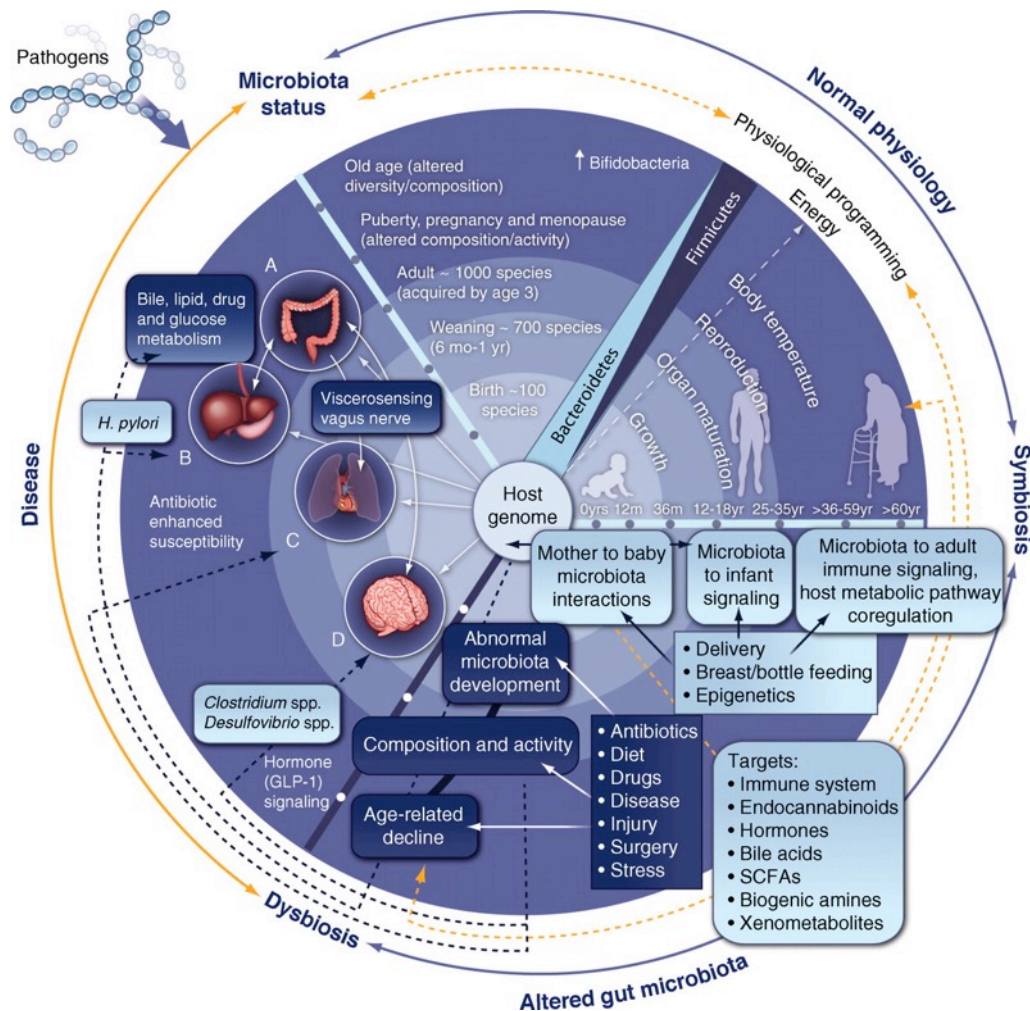 Pathogens
Microbiota
status
Normal physiology
Physiological programming
Energy
Old age (altered
diversity/composition)
↑ Bifidobacteria
Puberty, pregnancy and menopause
(altered composition/activity)
Adult ~ 1000 species
(acquired by age 3)
Weaning ~ 700 species
(6 mo-1 yr)
Birth ~100
species
Firmicutes
Bacteroidetes
Body temperature
Reproduction
Organ maturation
Growth
A
Bile, lipid, drug
and glucose
metabolism
Viscerosensing
vagus nerve
H. pylori
B
Antibiotic
enhanced
susceptibility
C
D
Disease
Symbiosis
Host
genome
0yrs
12m
36m
12-18yr
25-35yr
>36-59yr
>60yr
Mother to baby
microbiota
interactions
Microbiota
to infant
signaling
Microbiota to adult
immune signaling,
host metabolic pathway
coregulation
• Delivery
• Breast/bottle feeding
• Epigenetics
Abnormal
microbiota
development
Clostridium spp.
Desulfovibrio spp.
Composition and activity
Hormone
(GLP-1)
signaling
Age-related
decline
• Antibiotics
• Diet
• Drugs
• Disease
• Injury
• Surgery
• Stress
Targets:
• Immune system
• Endocannabinoids
• Hormones
• Bile acids
• SCFAs
• Biogenic amines
• Xenometabolites
Dysbiosis
Altered gut microbiota